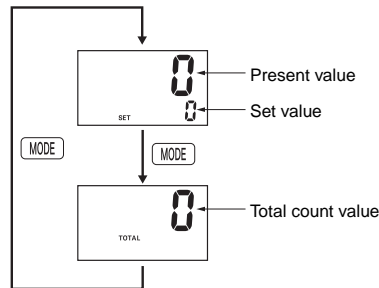 0
Present value
SET 0
Set value
MODE
MODE
0
Total count value
TOTAL